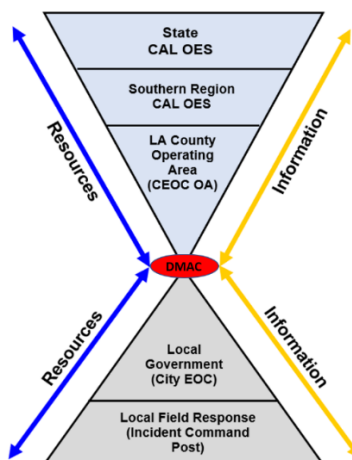 State
CAL OES
Southern Region
CAL OES
LA County
Operating
Area
(CEOC OA)
Resources
Information
DMAC
Resources
Information
Local
Government
(City EOC)
Local Field Response
(Incident Command
Post)